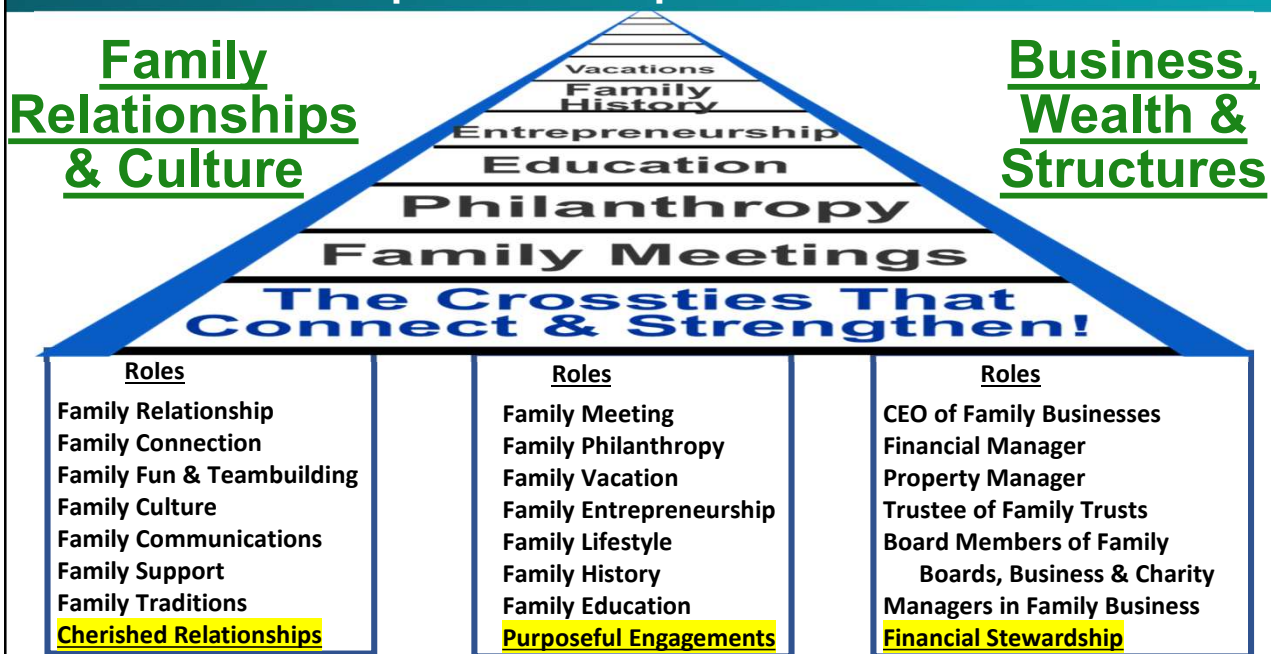 Family
Relationships
& Culture
Business,
Wealth &
Structures
Vacations
Family
History
Entrepreneurship
Education
Philanthropy
Family Meetings
The Crossties That
Connect & Strengthen!
Roles
Family Relationship
Family Connection
Family Fun & Teambuilding
Family Culture
Family Communications
Family Support
Family Traditions
Cherished Relationships
Roles
Family Meeting
Family Philanthropy
Family Vacation
Family Entrepreneurship
Family Lifestyle
Family History
Family Education
Purposeful Engagements
Roles
CEO of Family Businesses
Financial Manager
Property Manager
Trustee of Family Trusts
Board Members of Family
Boards, Business & Charity
Managers in Family Business
Financial Stewardship